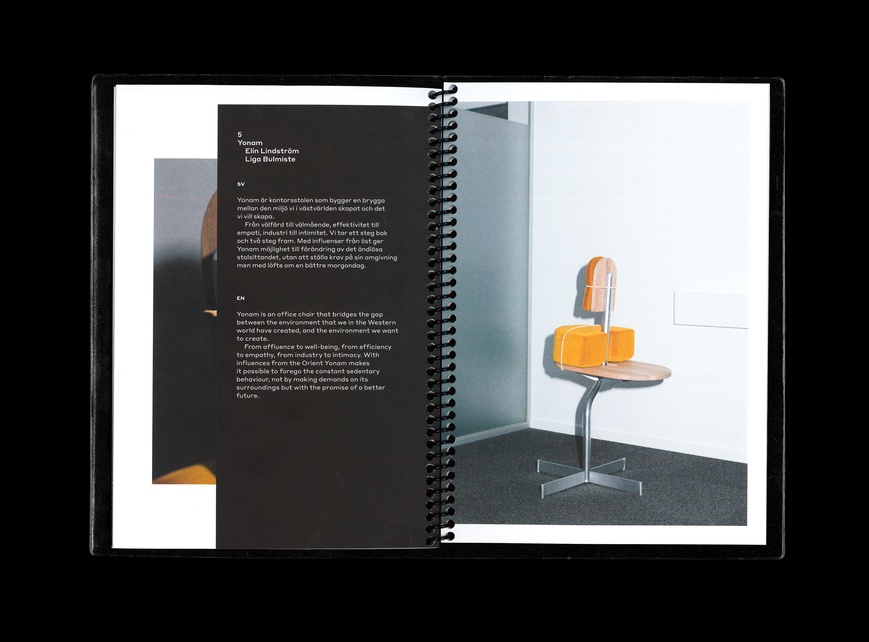 5
Yonam
Elin Lindström
Liga Bulmiste
SV
Yonam är kontorsstolen som bygger en brygga
mellan den miljö vi i västvärlden skapat och det
vi vill skapa.
Från välfärd till välmående, effektivitet till
empati, industri till intimitet. Vi tar ett steg bak
och två steg fram. Med influenser från öst ger
Yonam möjlighet till förändring av det ändlösa
stolsittandet, utan att ställa krav på sin omgivning
men med löfte om en bättre morgondag.
EN
Yonam is an office chair that bridges the gap
between the environment that we in the Western
world have created, and the environment we want
to create.
From affluence to well-being, from efficiency
to empathy, from industry to intimacy. With
influences from the Orient Yonam makes
it possible to forego the constant sedentary
behaviour, not by making demands on its
surroundings but with the promise of a better
future.